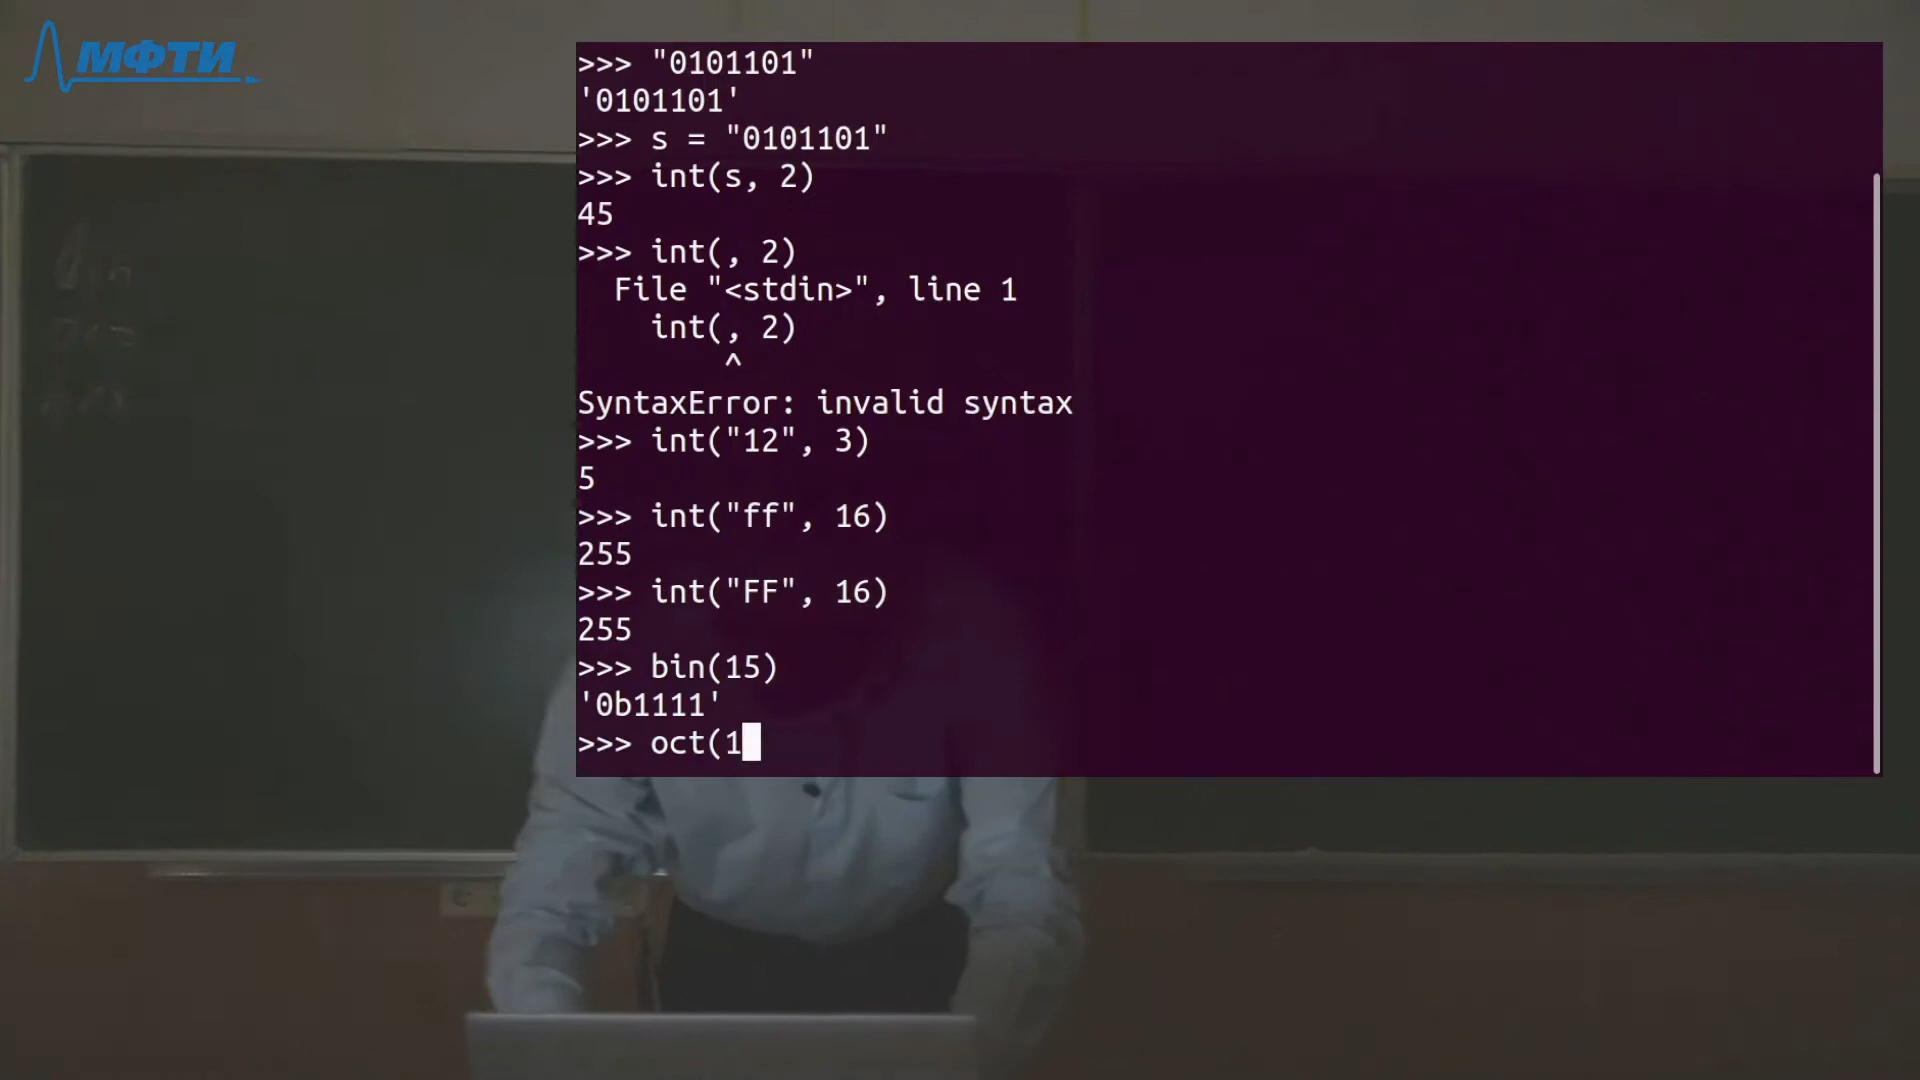 МФТИ
>>> "0101101"
'0101101'
>>> s = "0101101"
>>> int(s, 2)
45
>>> int(, 2)
  File "<stdin>", line 1
    int(, 2)
        ^
SyntaxError: invalid syntax
>>> int("12", 3)
5
>>> int("ff", 16)
255
>>> int("FF", 16)
255
>>> bin(15)
'0b1111'
>>> oct(1